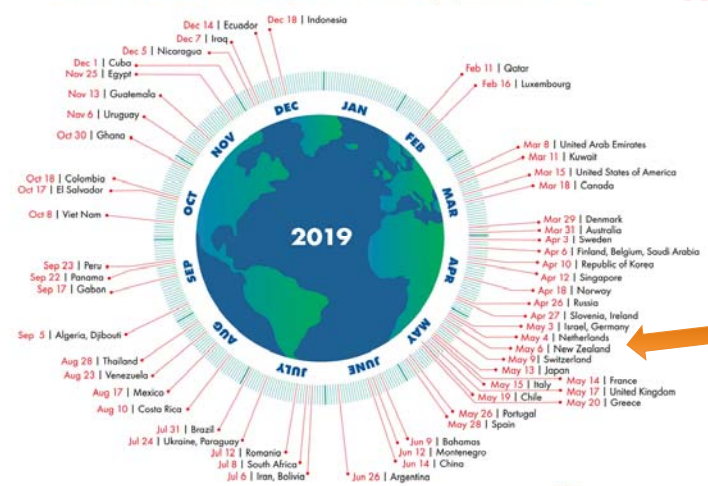 Dec 18 | Indonesia
Dec 14 | Ecuador
Dec 7 | Iraq
Dec 5 | Nicaragua
Dec 1 | Cuba
Nov 25 | Egypt
Nov 13 | Guatemala
Nov 6 | Uruguay
Oct 30 | Ghana
Oct 18 | Colombia
Oct 17 | El Salvador
Oct 8 | Viet Nam
Sep 23 | Peru
Sep 22 | Panama
Sep 17 | Gabon
Sep 5 | Algeria, Djibouti
Aug 28 | Thailand
Aug 23 | Venezuela
Aug 17 | Mexico
Aug 10 | Costa Rica
Jul 31 | Brazil
Jul 24 | Ukraine, Paraguay
Jul 12 | Romania
Jul 8 | South Africa
Jul 6 | Iran, Bolivia
Feb 11 | Qatar
Feb 16 | Luxembourg
Mar 8 | United Arab Emirates
Mar 11 | Kuwait
Mar 15 | United States of America
Mar 18 | Canada
Mar 29 | Denmark
Mar 31 | Australia
Apr 3 | Sweden
Apr 6 | Finland, Belgium, Saudi Arabia
Apr 10 | Republic of Korea
Apr 12 | Singapore
Apr 18 | Norway
Apr 26 | Russia
Apr 27 | Slovenia, Ireland
May 3 | Israel, Germany
May 4 | Netherlands
May 6 | New Zealand
May 9 | Switzerland
May 13 | Japan
May 14 | France
May 15 | Italy
May 17 | United Kingdom
May 19 | Chile
May 20 | Greece
May 26 | Portugal
May 28 | Spain
Jun 9 | Bahamas
Jun 12 | Montenegro
Jun 14 | China
Jun 26 | Argentina
JAN
FEB
MAR
APR
MAY
JUNE
JULY
AUG
SEP
OCT
NOV
DEC
2019